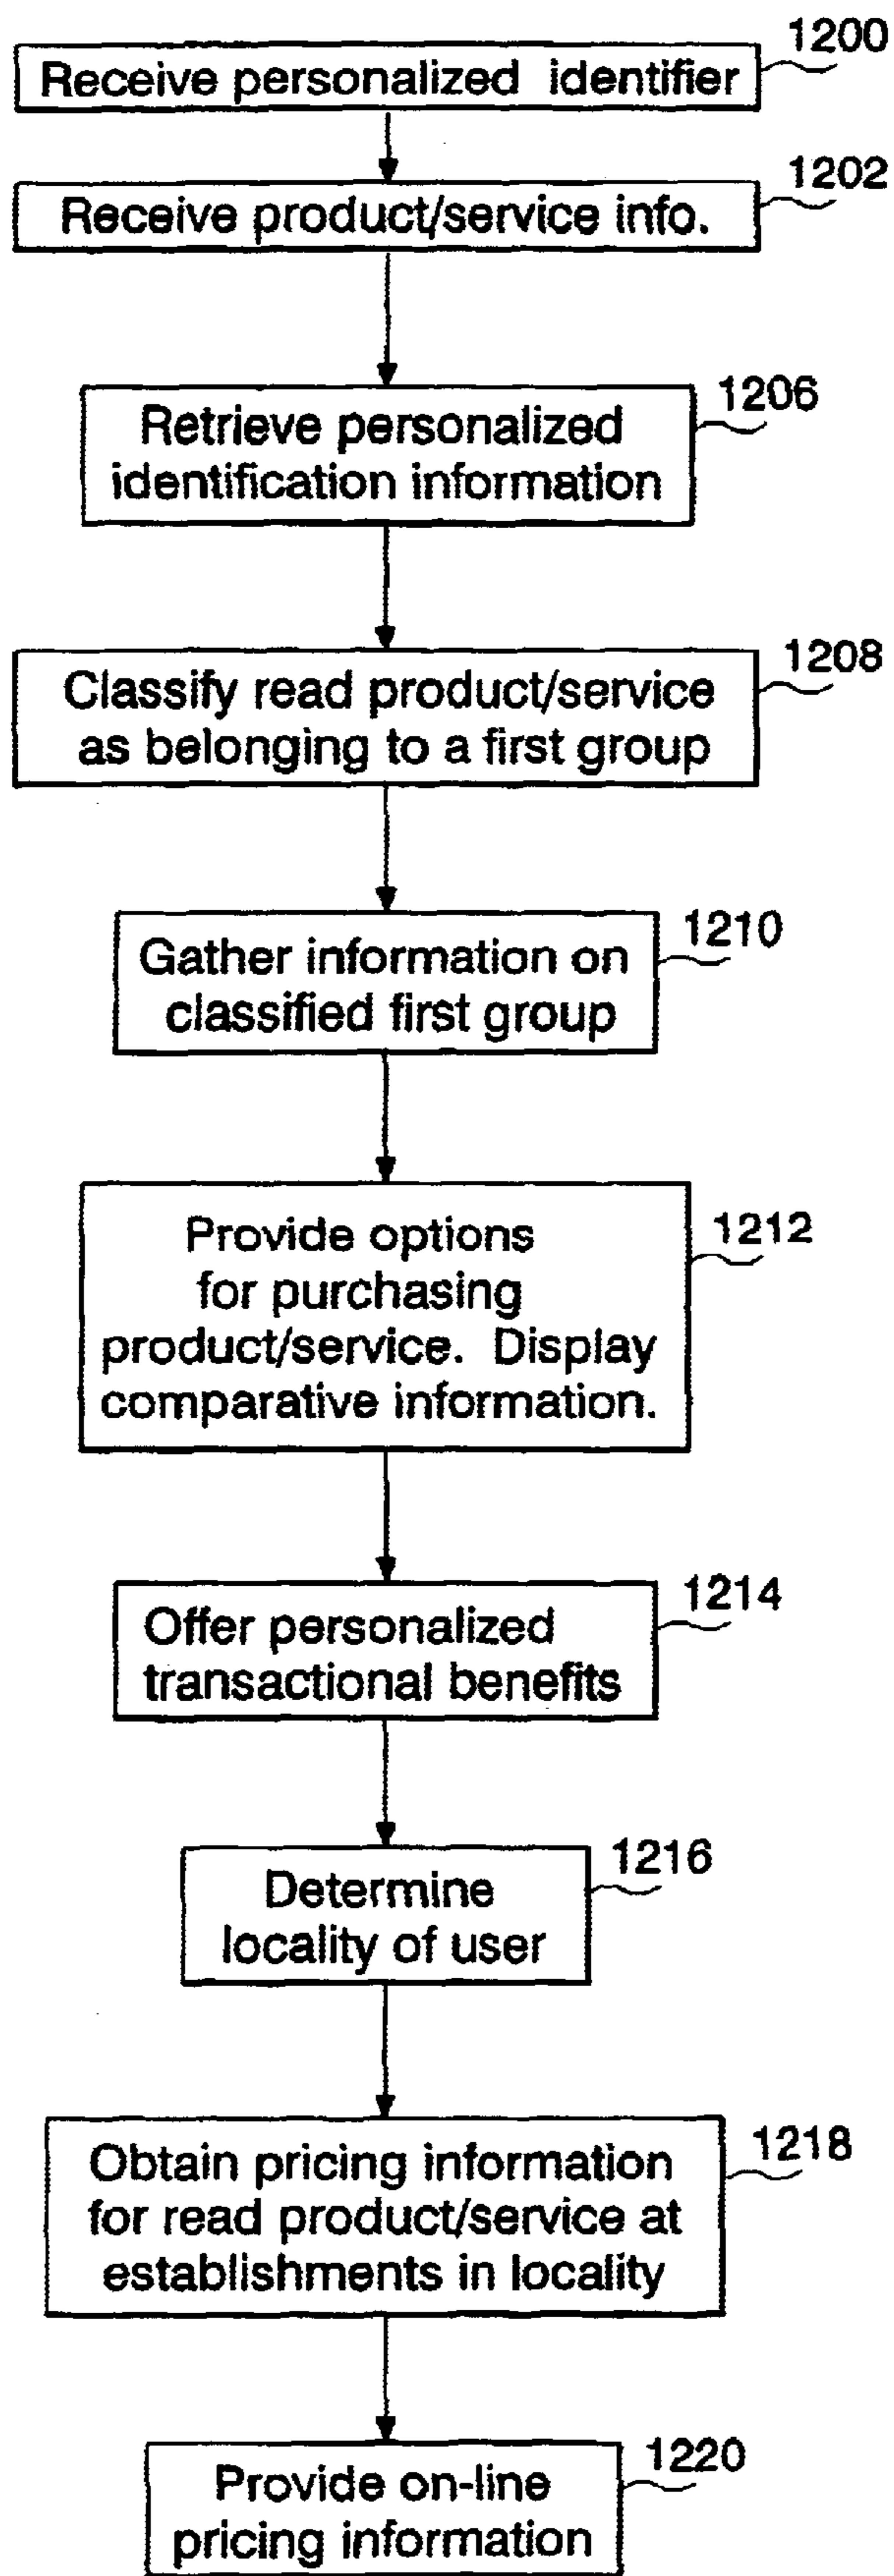 1200
Receive personalized identifier
1202
Receive product/service info.
1206
Retrieve personalized
identification information
1208
Classify read product/service
as belonging to a first group
1210
Gather information on
classified first group
1212
Provide options
for purchasing
product/service. Display
comparative information.
1214
Offer personalized
transactional benefits
1216
Determine
locality of user
1218
Obtain pricing information
for read product/service at
establishments in locality
1220
Provide on-line
pricing information